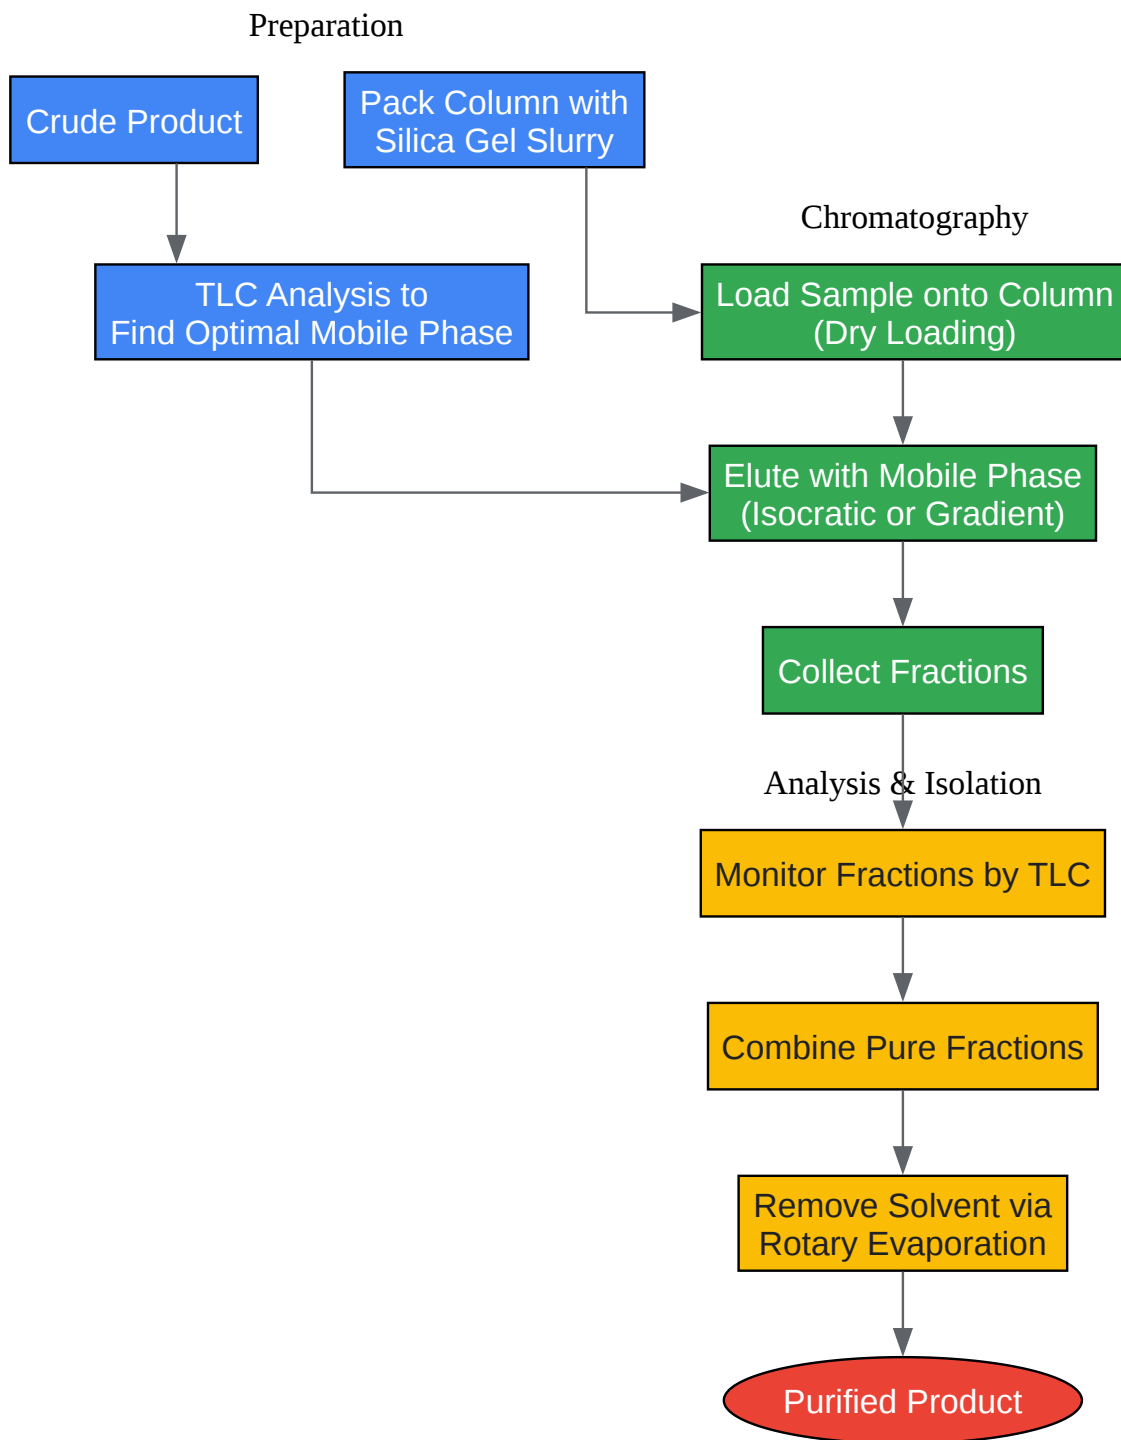 Preparation
Crude Product
Pack Column with
Silica Gel Slurry
Chromatography
TLC Analysis to
Find Optimal Mobile Phase
Load Sample onto Column
(Dry Loading)
Elute with Mobile Phase
(Isocratic or Gradient)
Collect Fractions
Analysis & Isolation
Monitor Fractions by TLC
Combine Pure Fractions
Remove Solvent via
Rotary Evaporation
Purified Product